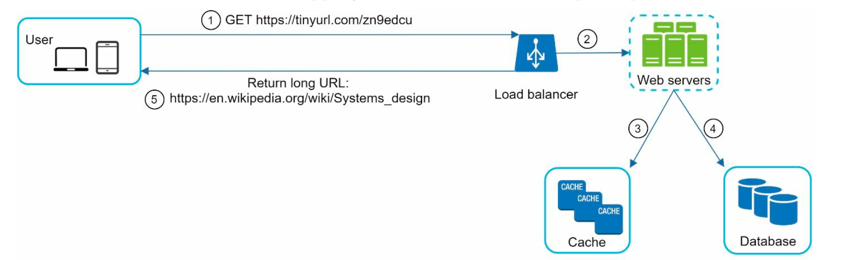 1 GET https://tinyurl.com/zn9edcu
User
2
Return long URL:
5 https://en.wikipedia.org/wiki/Systems_design
Load balancer
Web servers
3
4
CACHE
CACHE
CACHE
Cache
Database